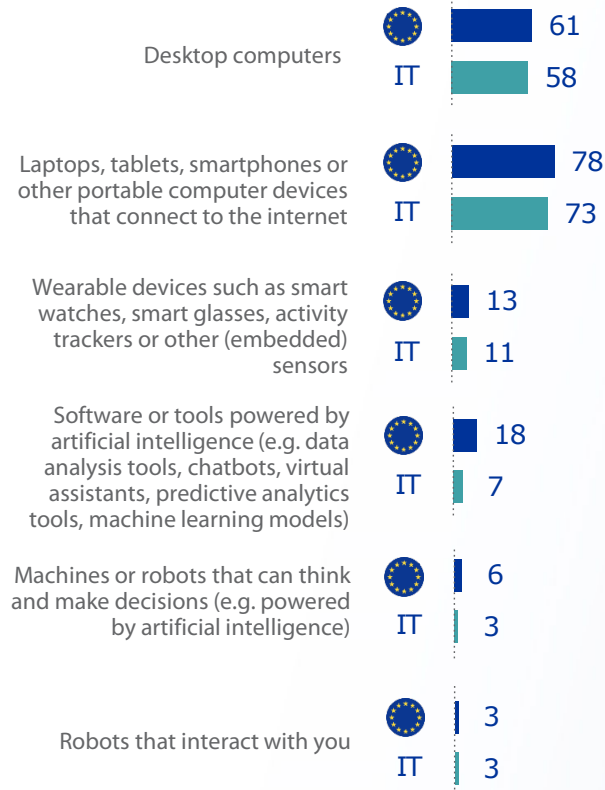 61
Desktop computers
IT
58
78
Laptops, tablets, smartphones or
other portable computer devices
that connect to the internet
IT
73
Wearable devices such as smart
watches, smart glasses, activity
trackers or other (embedded)
sensors
13
IT
11
Software or tools powered by
artificial intelligence (e.g. data
analysis tools, chatbots, virtual
assistants, predictive analytics
tools, machine learning models)
18
IT
7
Machines or robots that can think
and make decisions (e.g. powered
by artificial intelligence)
6
IT
3
Robots that interact with you
3
IT
3